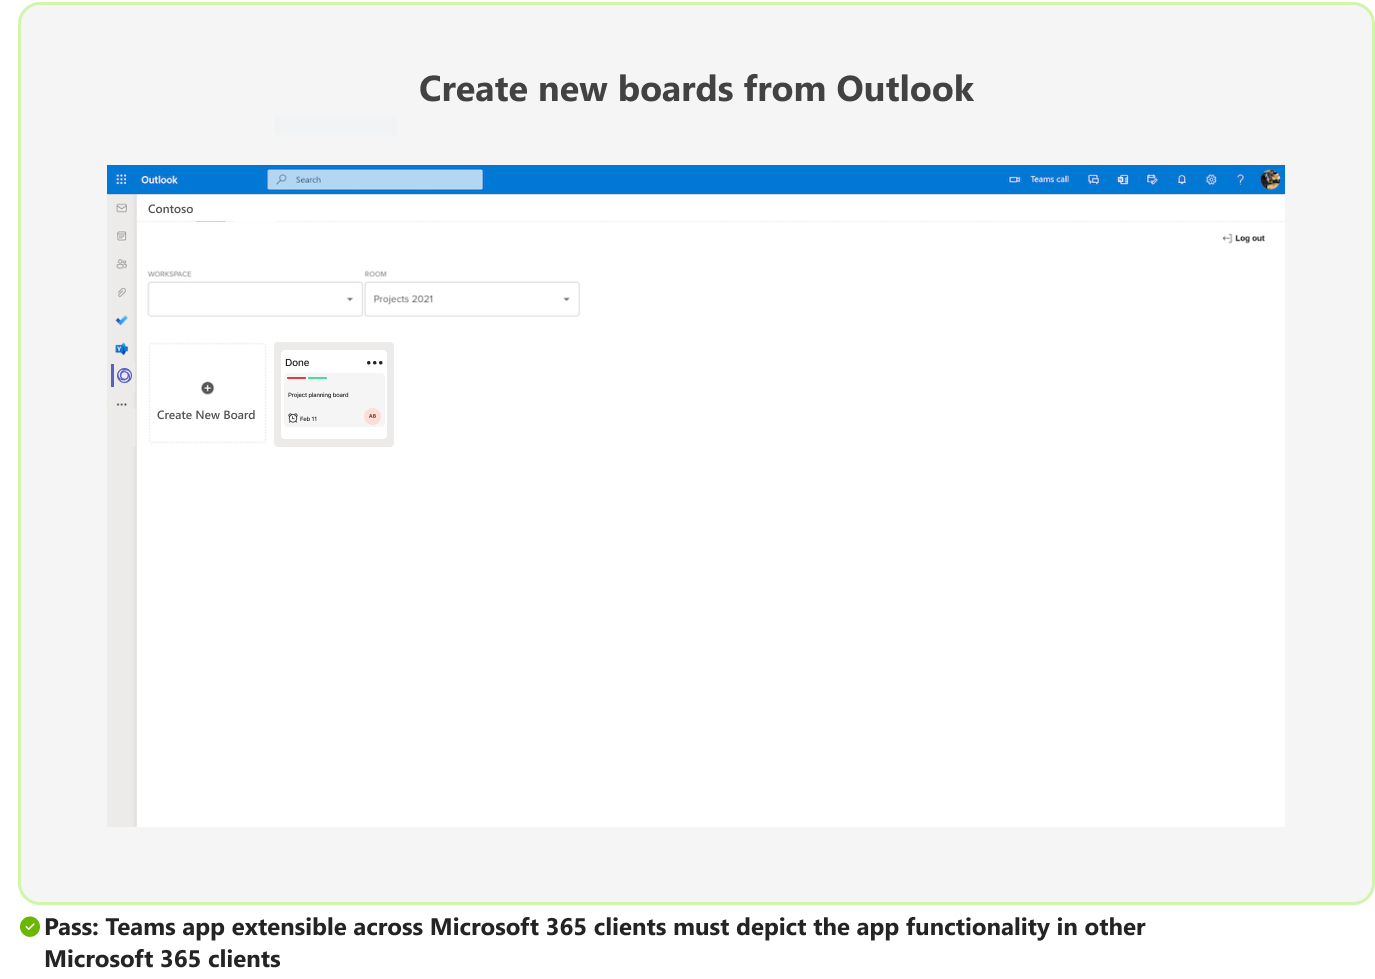 Create new boards from Outlook
Outlook
Search
Teams call
Contoso
Log out
WORKSPACE
ROOM
Projects 2021
Create New Board
Done
Project planning board
Feb 11
AB
Pass: Teams app extensible across Microsoft 365 clients must depict the app functionality in other
Microsoft 365 clients